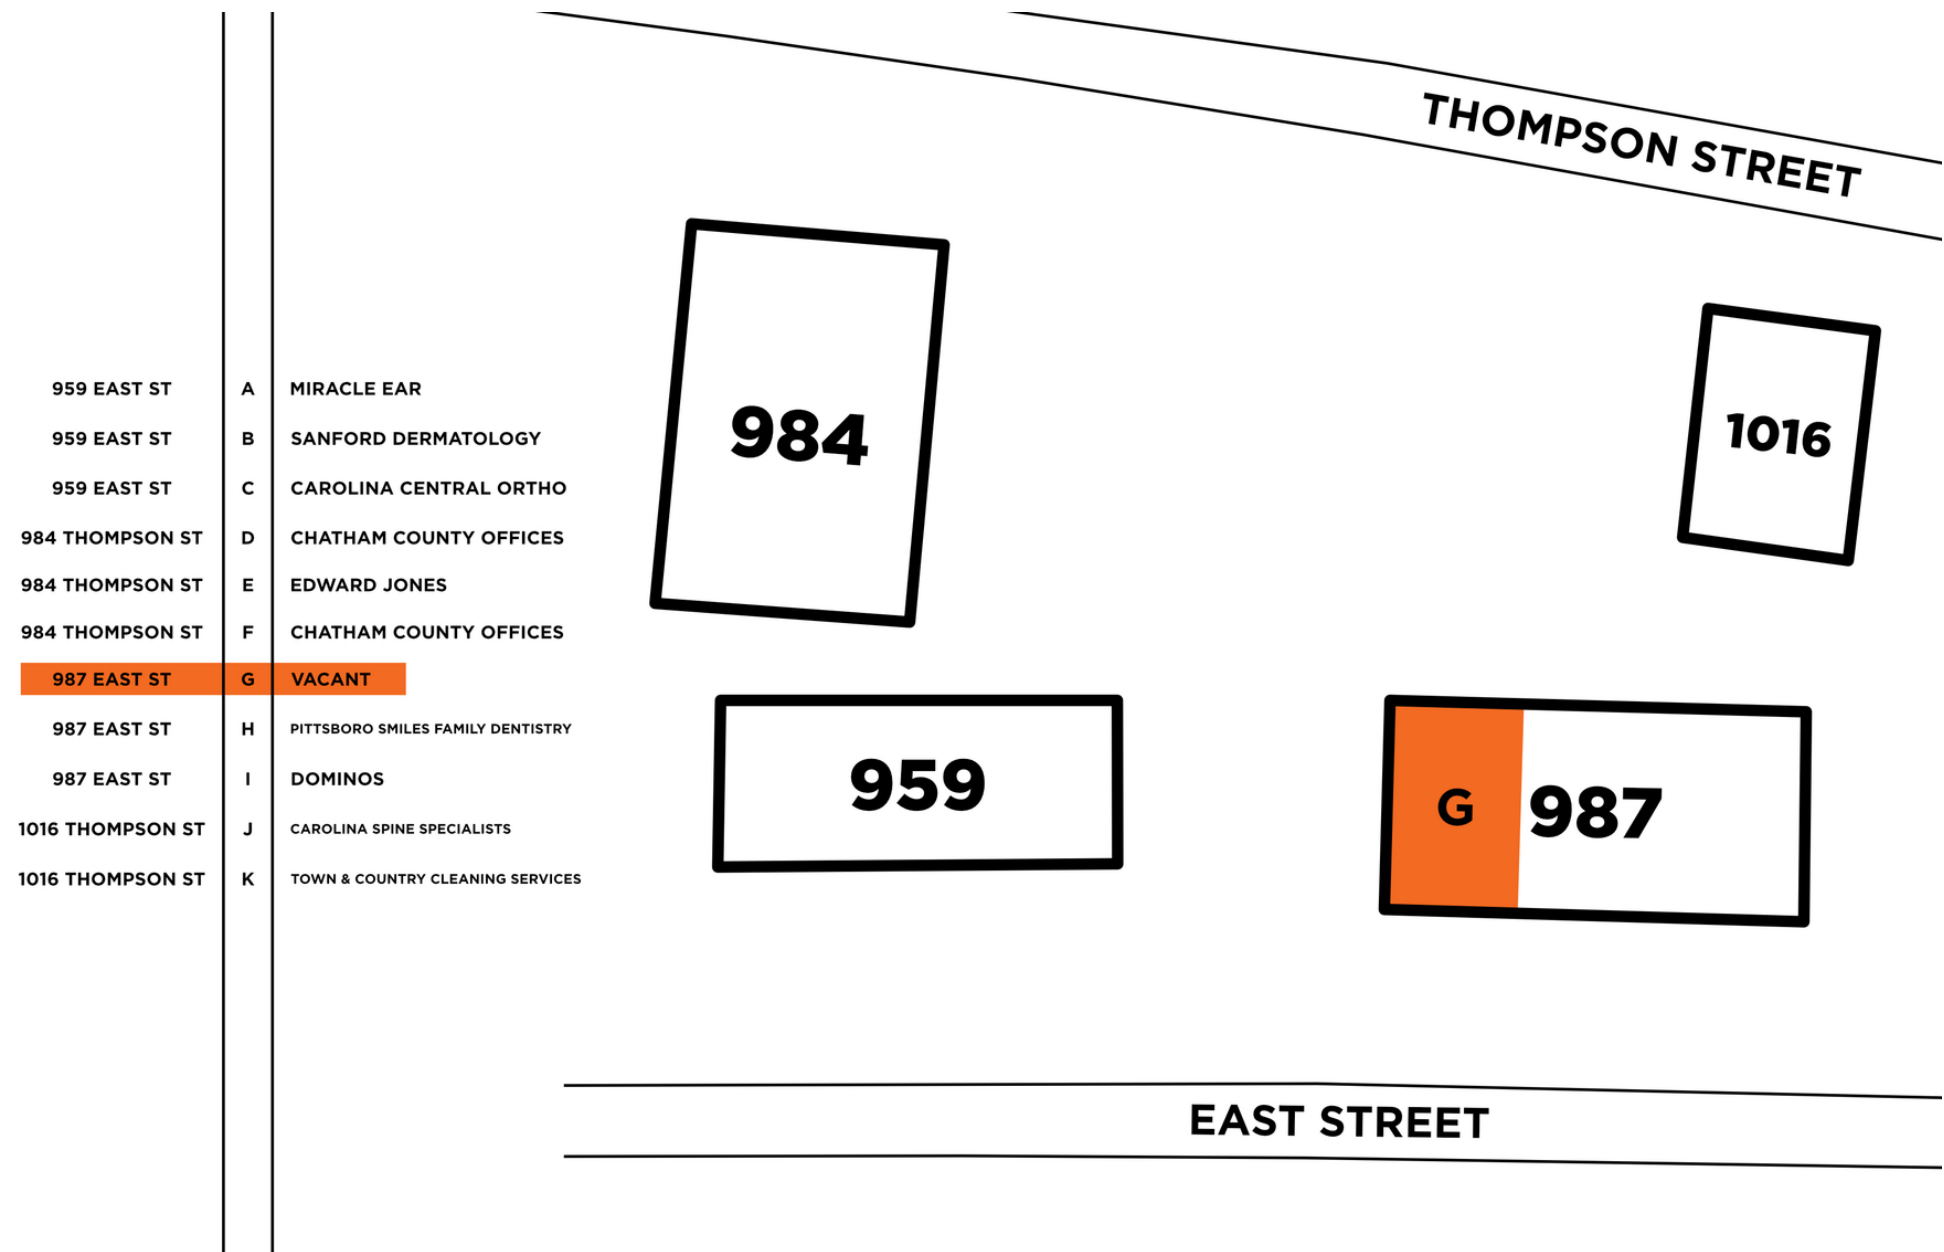 THOMPSON STREET
984
1016
959 EAST ST A MIRACLE EAR
959 EAST ST B SANFORD DERMATOLOGY
959 EAST ST C CAROLINA CENTRAL ORTHO
984 THOMPSON ST D CHATHAM COUNTY OFFICES
984 THOMPSON ST E EDWARD JONES
984 THOMPSON ST F CHATHAM COUNTY OFFICES
987 EAST ST G VACANT
987 EAST ST H PITTSBORO SMILES FAMILY DENTISTRY
987 EAST ST I DOMINOS
1016 THOMPSON ST J CAROLINA SPINE SPECIALISTS
1016 THOMPSON ST K TOWN & COUNTRY CLEANING SERVICES
959
G 987
EAST STREET